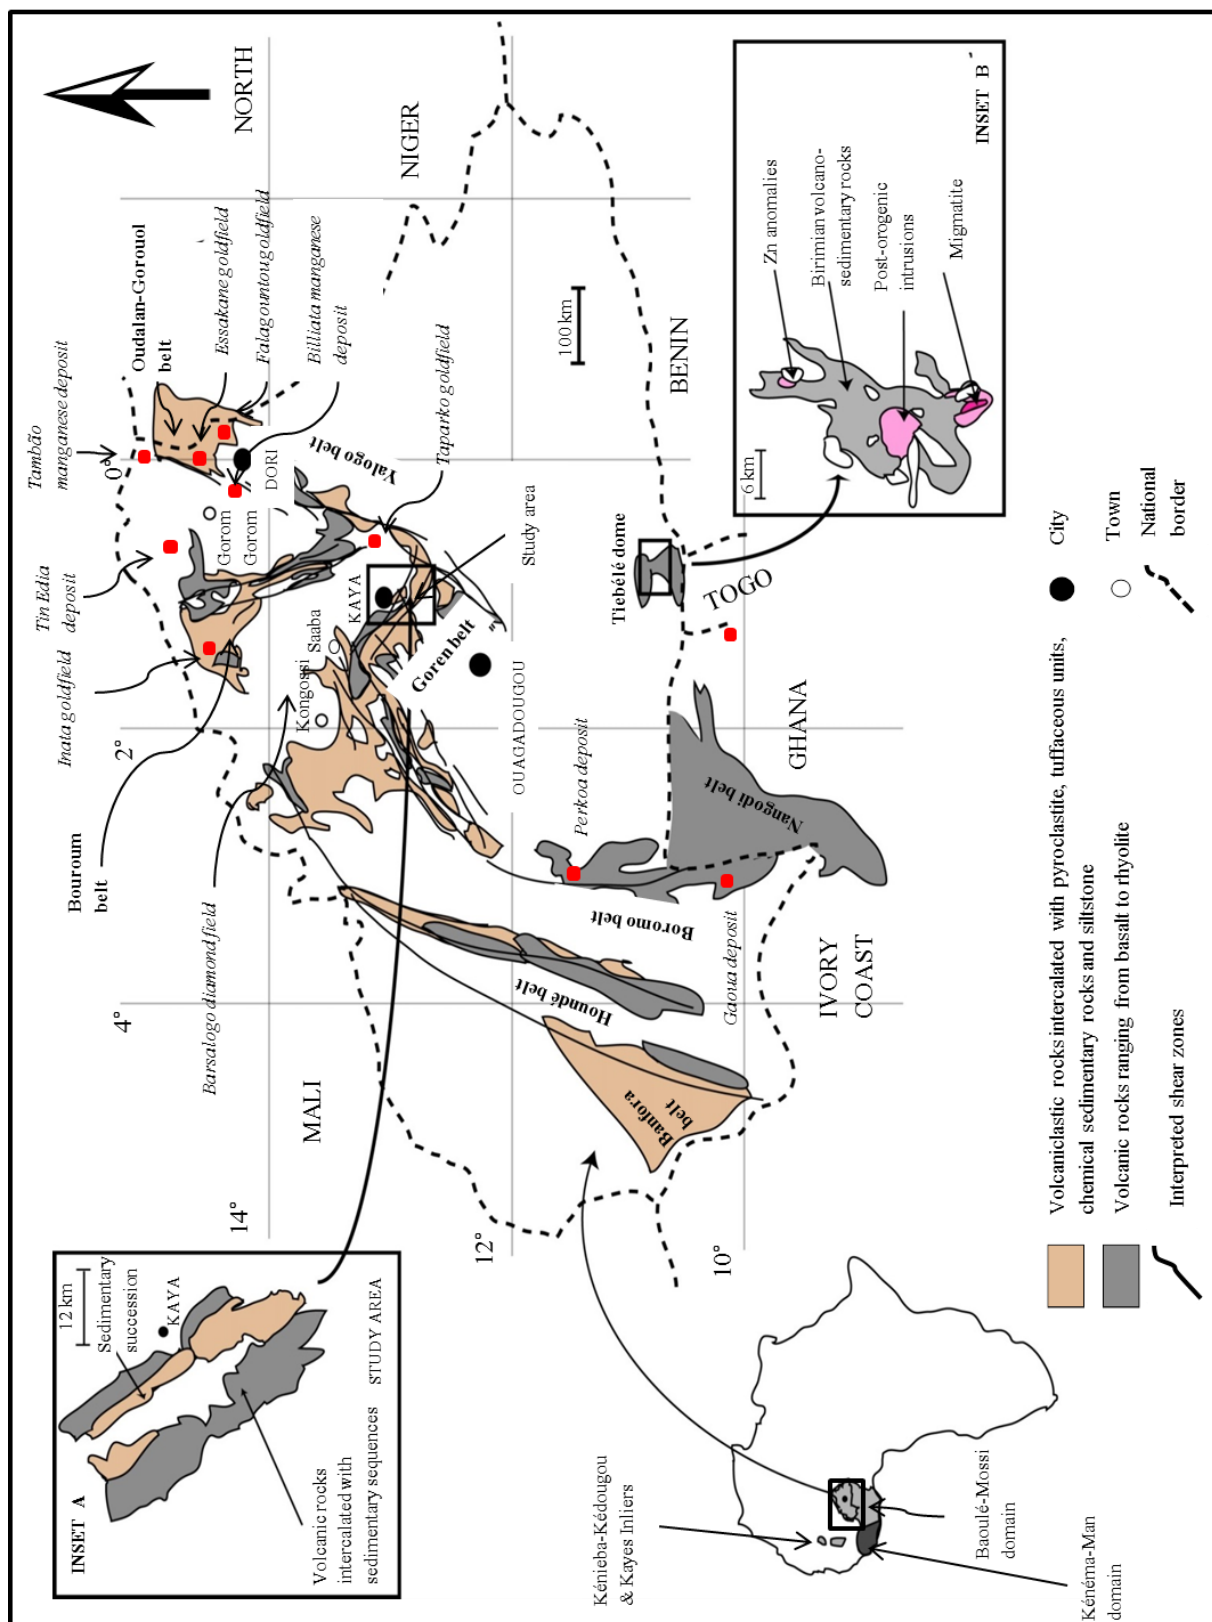 NORTH
NIGER
Oudalan-Gorouol
belt
Essakane goldfield
Falagountou goldfield
Billiata manganese
deposit
Tambão
manganese deposit
0°
DORI
Yalogo belt
Taparko goldfield
100 km
BENIN
Tin Edia
deposit
Gorom
Gorom
KAYA
Study area
Inata goldfield
Saaba
Kongossi
Goren belt
OUAGADOUGOU
Tiebélé dome
TOGO
2°
Bouroum
belt
Barsalogo diamond field
Perkoa deposit
GHANA
Nangodi belt
Boromo belt
Gaoua deposit
IVORY
COAST
Houndé belt
4°
MALI
Banfora
belt
14°
12°
10°
INSET A
12 km
Sedimentary
succession
KAYA
STUDY AREA
Volcanic rocks
intercalated with
sedimentary sequences
INSET B
6 km
Zn anomalies
Birimian volcano-
sedimentary rocks
Post-orogenic
intrusions
Migmatite
Kénieba-Kédougou
& Kayes Inliers
Baoulé-Mossi
domain
Kénéma-Man
domain
Volcaniclastic rocks intercalated with pyroclastite, tuffaceous units,
chemical sedimentary rocks and siltstone
Volcanic rocks ranging from basalt to rhyolite
Interpreted shear zones
City
Town
National
border